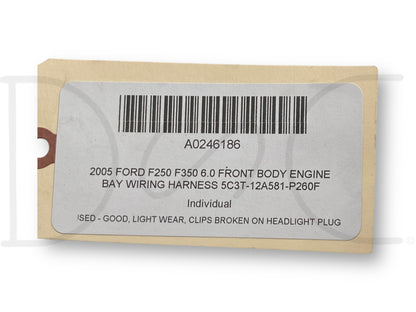 A0246186
2005 FORD F250 F350 6.0 FRONT BODY ENGINE
BAY WIRING HARNESS 5C3T-12A581-P260F
Individual
USED - GOOD, LIGHT WEAR, CLIPS BROKEN ON HEADLIGHT PLUG